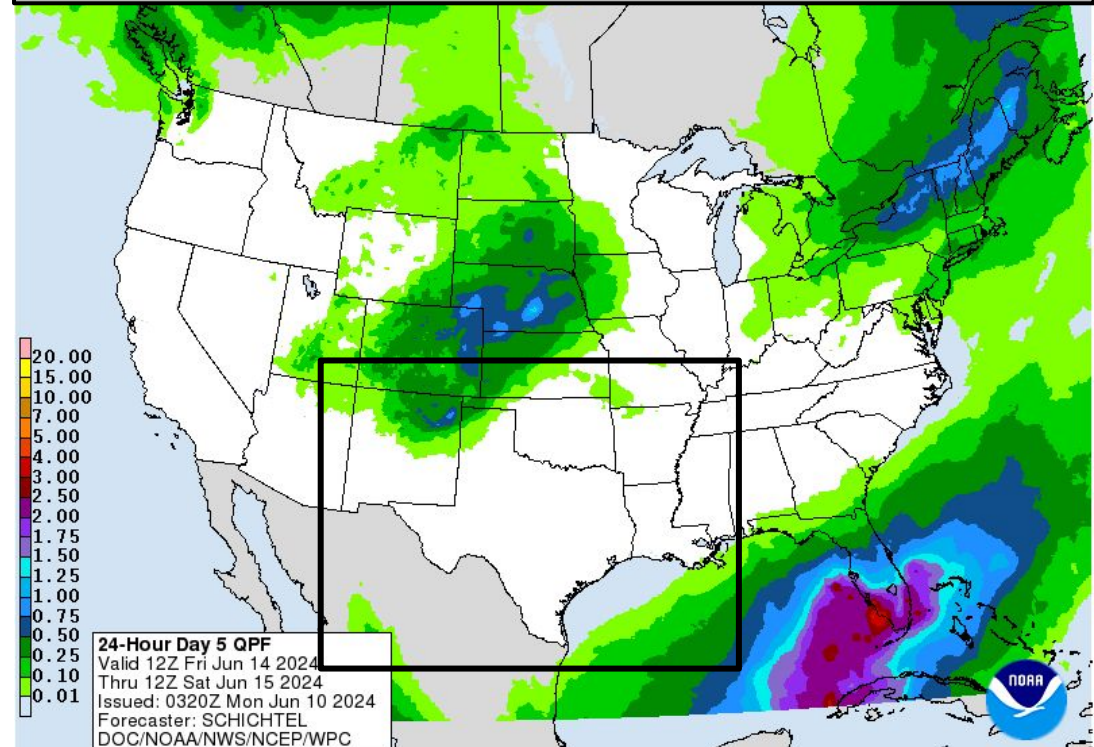 20.00
15.00
10.00
7.00
5.00
4.00
3.00
2.50
2.00
1.75
1.50
1.25
1.00
0.75
0.50
0.25
0.10
0.01
24-Hour Day 5 QPF
Valid 12Z Fri Jun 14 2024
Thru 12Z Sat Jun 15 2024
Issued: 0320Z Mon Jun 10 2024
Forecaster: SCHICHTEL
DOC/NOAA/NWS/NCEP/WPC
NOAA